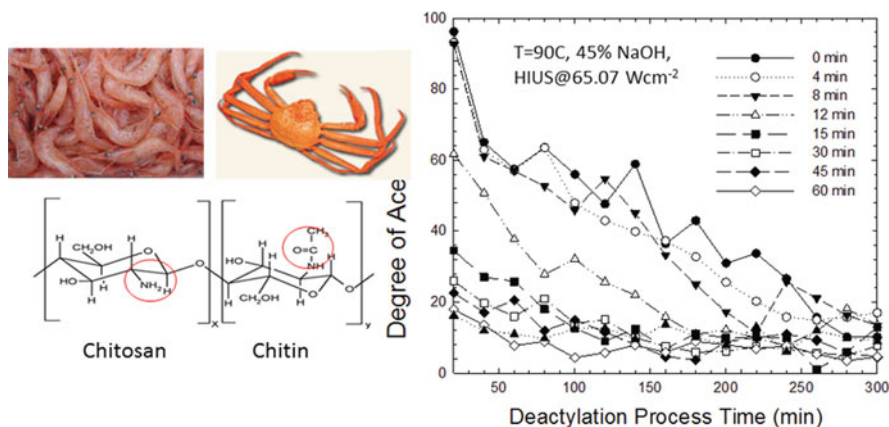 CH₂OH
O
H
H
H
HO
NH₂
H
O
X
CH₃
O=C
H
NH
HO
H
H
CH₂OH
O
O
y
Chitosan
Chitin
T=90C, 45% NaOH,
HIUS@65.07 Wcm⁻²
0 min
4 min
8 min
12 min
15 min
30 min
45 min
60 min
Degree of Ace
100
80
60
40
20
0
50
100
150
200
250
300
Deactylation Process Time (min)